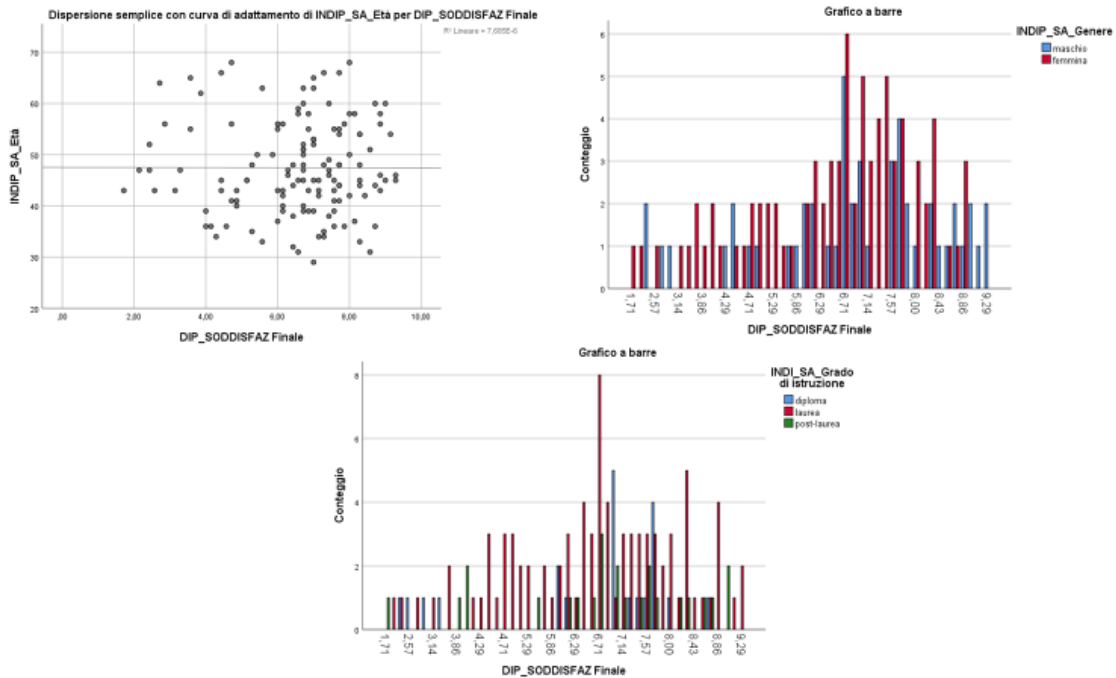 Dispersione semplice con curva di adattamento di INDIP_SA_Età per DIP_SODDISFAZ Finale
R² Lineare = 7,685E-6
INDIP_SA_Età
70
60
50
40
30
20
,00 2,00 4,00 6,00 8,00 10,00
DIP_SODDISFAZ Finale
Grafico a barre
INDIP_SA_Genere
maschio
femmina
Conteggio
6
5
4
3
2
1
0
1,71 2,57 3,14 3,86 4,29 4,71 5,29 5,86 6,29 6,71 7,14 7,57 8,00 8,43 8,86 9,29
DIP_SODDISFAZ Finale
Grafico a barre
INDI_SA_Grado
di istruzione
diploma
laurea
post-laurea
Conteggio
8
6
4
2
0
1,71 2,57 3,14 3,86 4,29 4,71 5,29 5,86 6,29 6,71 7,14 7,57 8,00 8,43 8,86 9,29
DIP_SODDISFAZ Finale